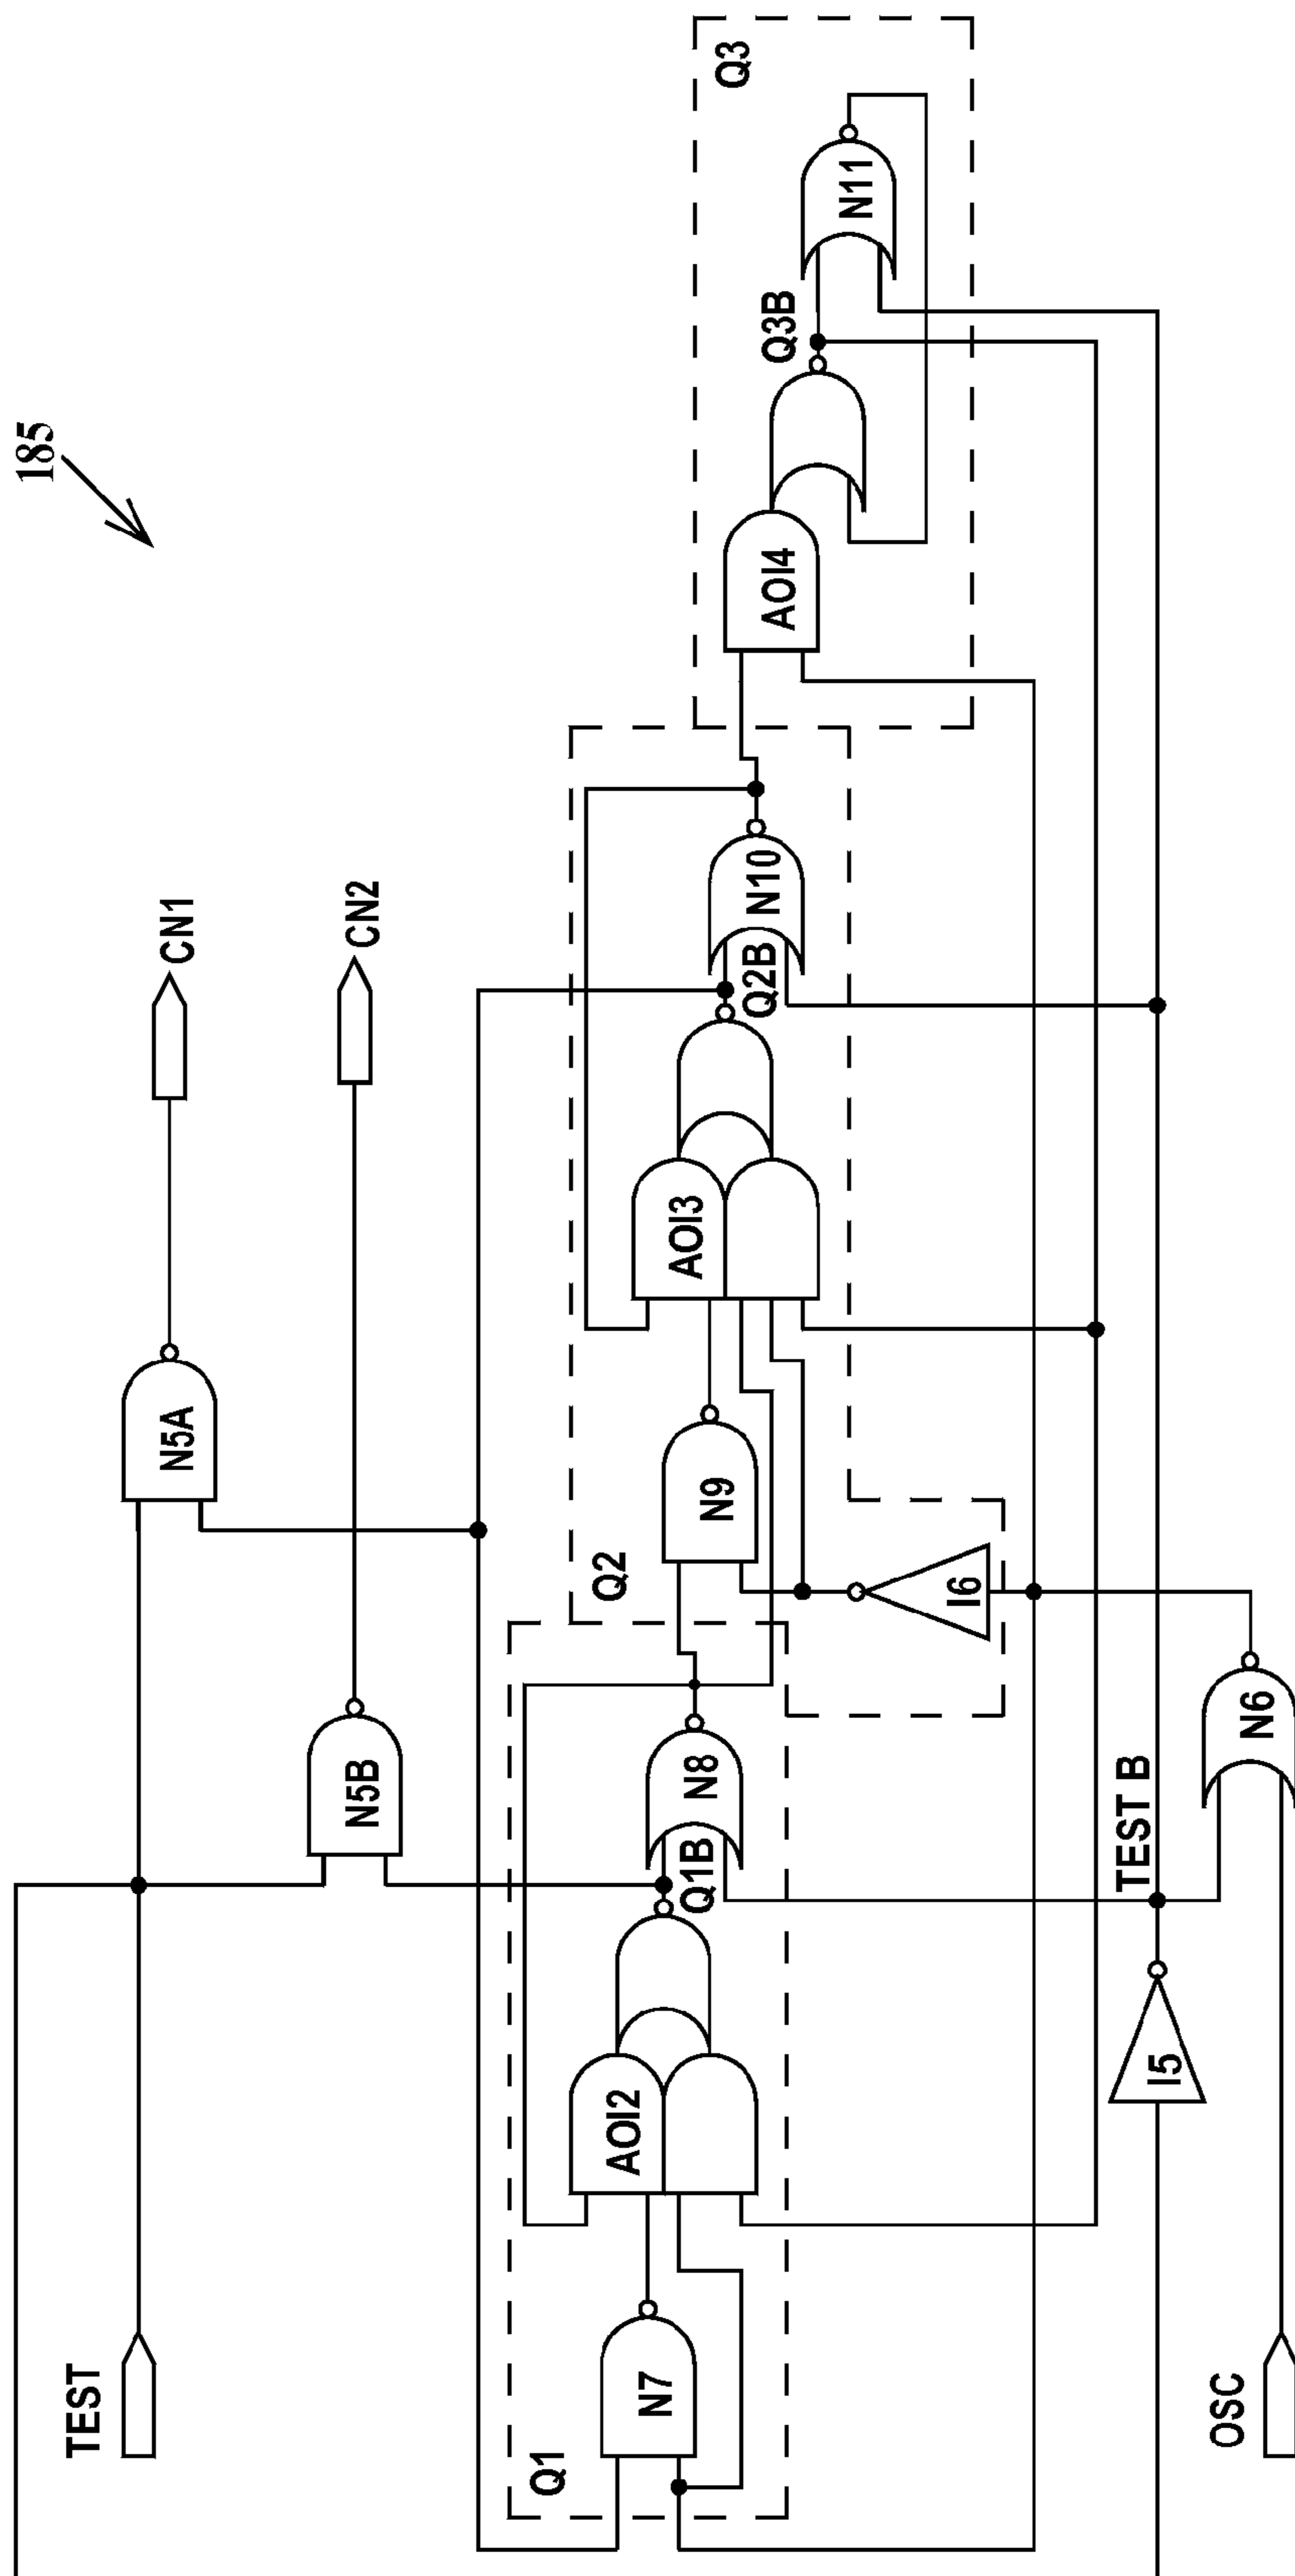 185
TEST
CN1
N5A
CN2
N5B
Q1
N7
AOI2
Q1B
N8
Q2
N9
AOI3
Q2B
N10
AOI4
Q3B
N11
Q3
I6
TEST B
I5
N6
OSC